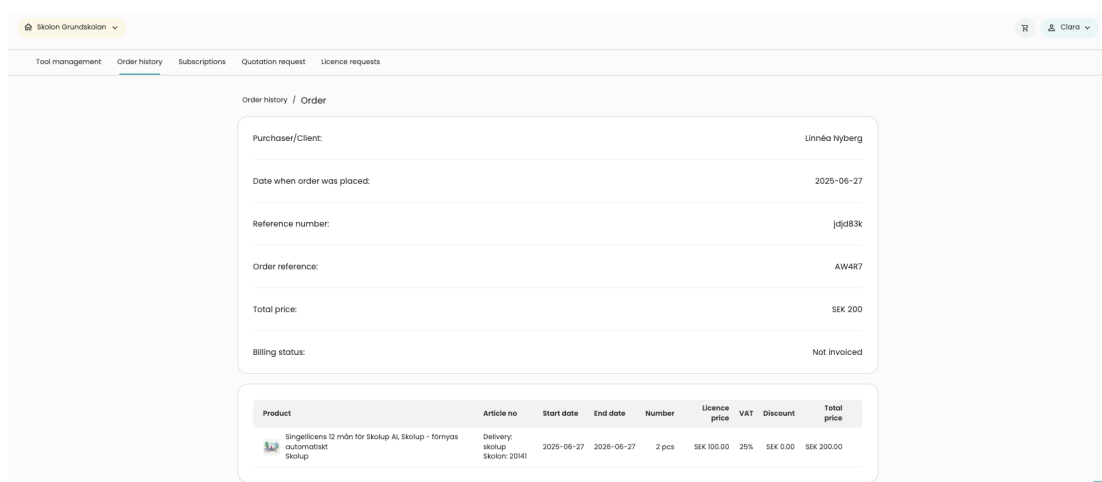 Skolon Grundskolan
Clara
Tool management Order history Subscriptions Quotation request Licence requests
Order history / Order
Purchaser/Client: Linnéa Nyberg
Date when order was placed: 2025-06-27
Reference number: jdjd83k
Order reference: AW4R7
Total price: SEK 200
Billing status: Not invoiced
Product Article no Start date End date Number Licence price VAT Discount Total price
Singellicens 12 mån för Skolup AI, Skolup - förnyas automatiskt
Skolup
Delivery: skolup
Skolon: 20141
2025-06-27 2026-06-27 2 pcs SEK 100.00 25% SEK 0.00 SEK 200.00